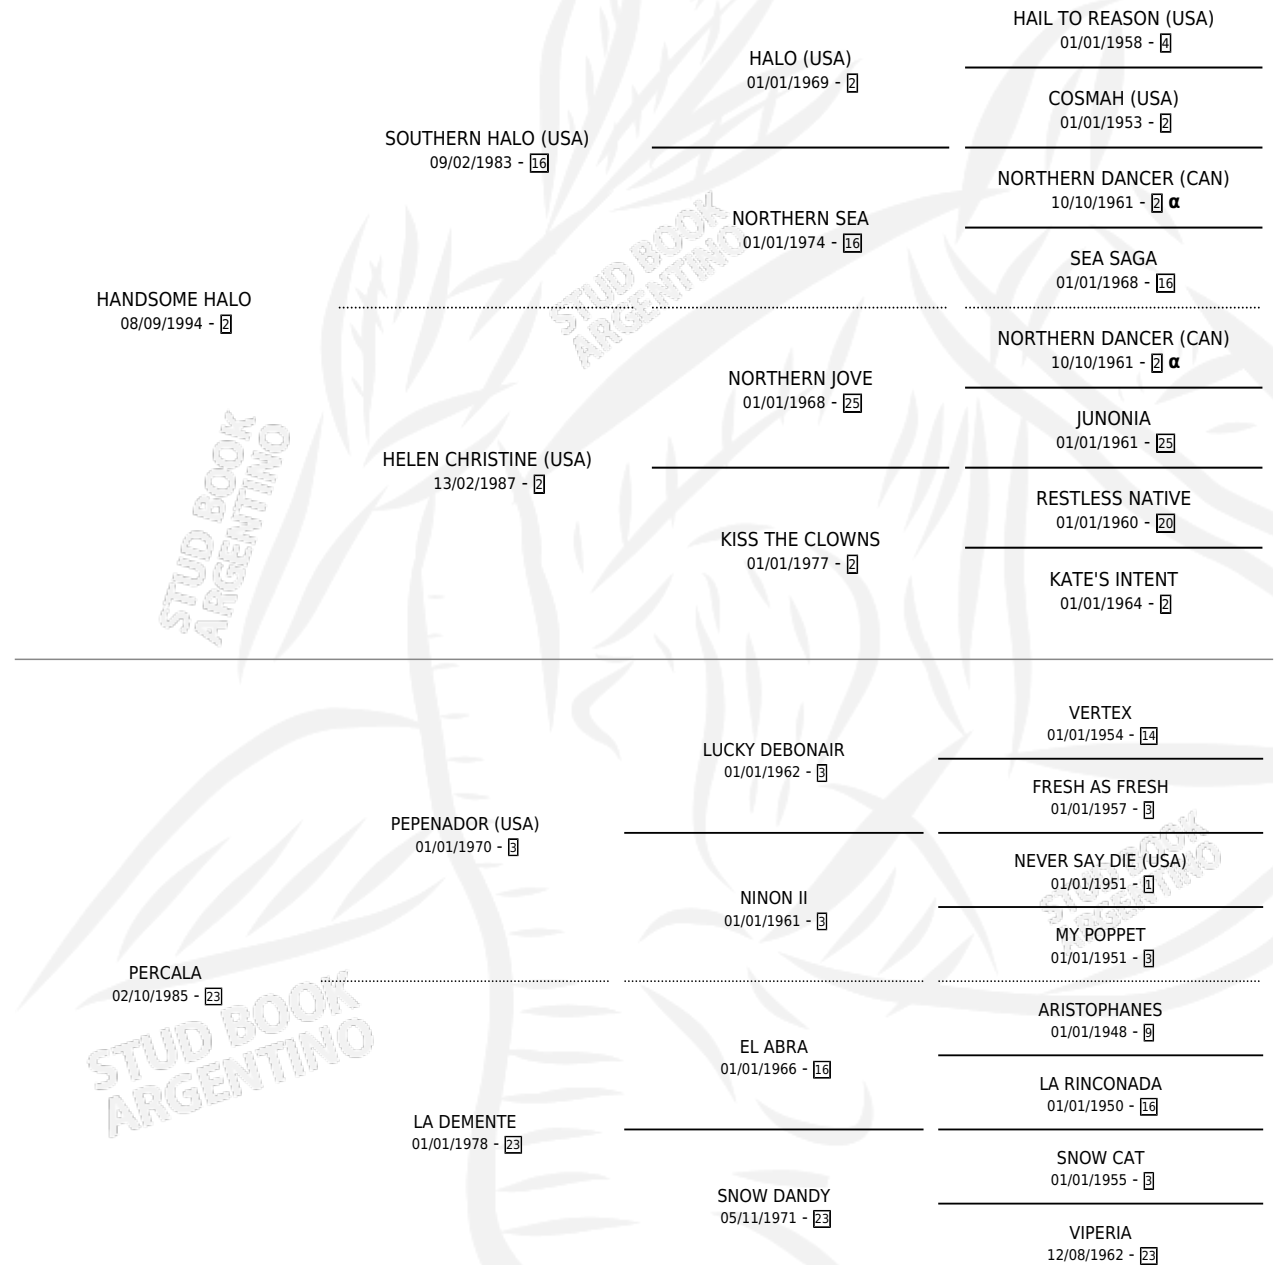 HAIL TO REASON (USA)
01/01/1958 - 4
HALO (USA)
01/01/1969 - 2
COSMAH (USA)
01/01/1953 - 2
SOUTHERN HALO (USA)
09/02/1983 - 16
NORTHERN DANCER (CAN)
10/10/1961 - 2 α
NORTHERN SEA
01/01/1974 - 16
SEA SAGA
01/01/1968 - 16
HANDSOME HALO
08/09/1994 - 2
NORTHERN DANCER (CAN)
10/10/1961 - 2 α
NORTHERN JOVE
01/01/1968 - 25
JUNONIA
01/01/1961 - 25
HELEN CHRISTINE (USA)
13/02/1987 - 2
RESTLESS NATIVE
01/01/1960 - 20
KISS THE CLOWNS
01/01/1977 - 2
KATE'S INTENT
01/01/1964 - 2
VERTEX
01/01/1954 - 14
LUCKY DEBONAIR
01/01/1962 - 3
FRESH AS FRESH
01/01/1957 - 3
PEPENADOR (USA)
01/01/1970 - 3
NEVER SAY DIE (USA)
01/01/1951 - 1
NINON II
01/01/1961 - 3
MY POPPET
01/01/1951 - 3
PERCALA
02/10/1985 - 23
ARISTOPHANES
01/01/1948 - 9
EL ABRA
01/01/1966 - 16
LA RINCONADA
01/01/1950 - 16
LA DEMENTE
01/01/1978 - 23
SNOW CAT
01/01/1955 - 3
SNOW DANDY
05/11/1971 - 23
VIPERIA
12/08/1962 - 23
STUD BOOK
ARGENTINO
STUD BOOK
ARGENTINO
STUD BOOK
ARGENTINO
STUD BOOK
ARGENTINO